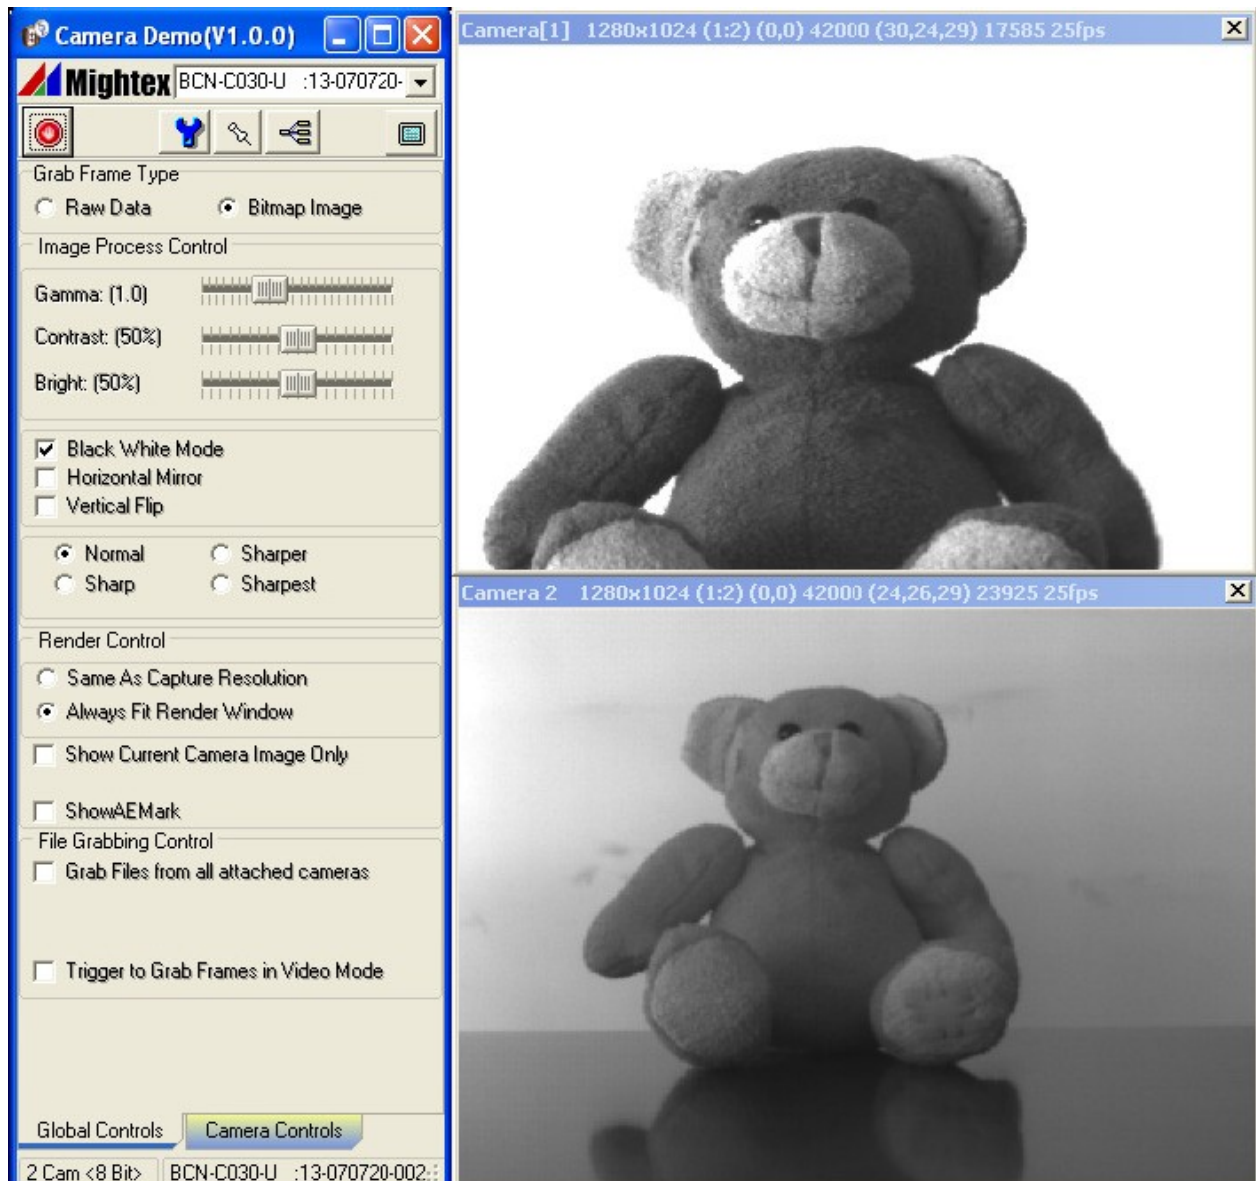 Camera Demo(V1.0.0)
Mightex BCN-C030-U :13-070720-
Grab Frame Type
Raw Data Bitmap Image
Image Process Control
Gamma: (1.0)
Contrast: (50%)
Bright: (50%)
Black White Mode
Horizontal Mirror
Vertical Flip
Normal Sharper
Sharp Sharpest
Render Control
Same As Capture Resolution
Always Fit Render Window
Show Current Camera Image Only
ShowAEMark
File Grabbing Control
Grab Files from all attached cameras
Trigger to Grab Frames in Video Mode
Global Controls Camera Controls
2 Cam <8 Bit> BCN-C030-U :13-070720-002
Camera[1] 1280x1024 (1:2) (0,0) 42000 (30,24,29) 17585 25fps
Camera 2 1280x1024 (1:2) (0,0) 42000 (24,26,29) 23925 25fps